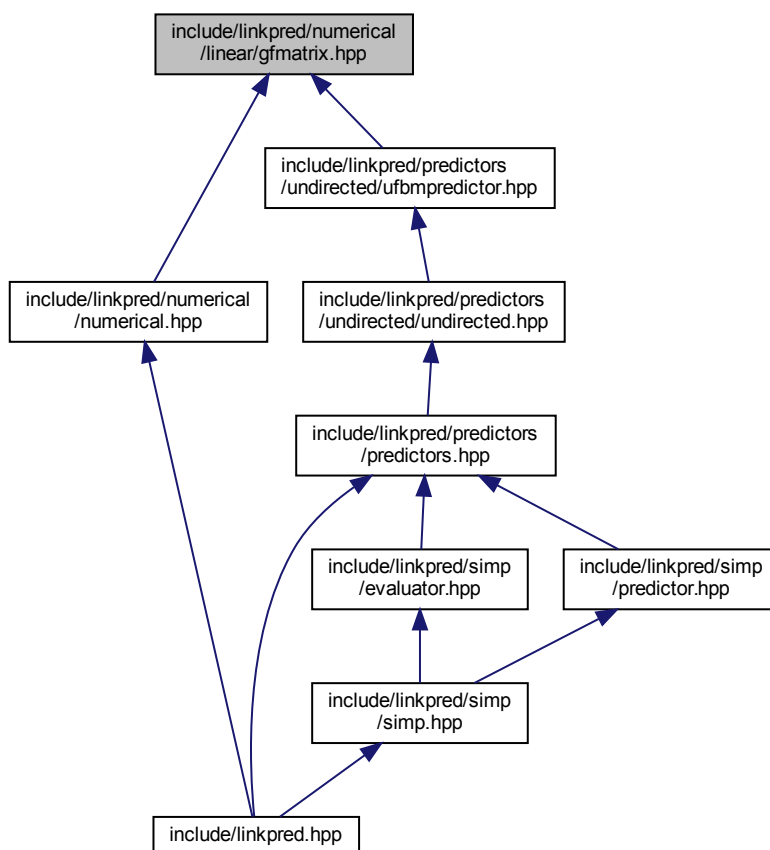 include/linkpred/numerical
/linear/gfmatrix.hpp
include/linkpred/predictors
/undirected/ufbmpredictor.hpp
include/linkpred/numerical
/numerical.hpp
include/linkpred/predictors
/undirected/undirected.hpp
include/linkpred/predictors
/predictors.hpp
include/linkpred/simp
/evaluator.hpp
include/linkpred/simp
/predictor.hpp
include/linkpred/simp
/simp.hpp
include/linkpred.hpp